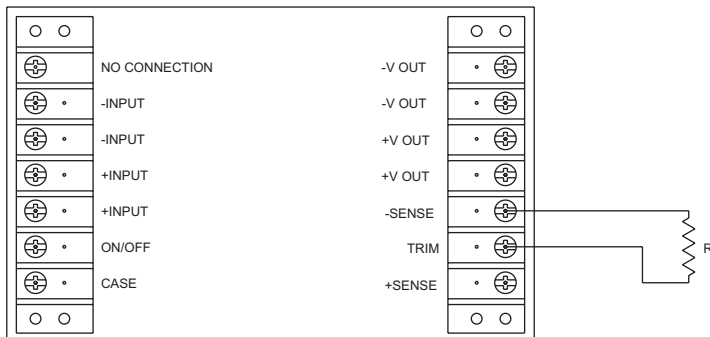 NO CONNECTION
-INPUT
-INPUT
+INPUT
+INPUT
ON/OFF
CASE
-V OUT
-V OUT
+V OUT
+V OUT
-SENSE
TRIM
+SENSE
R